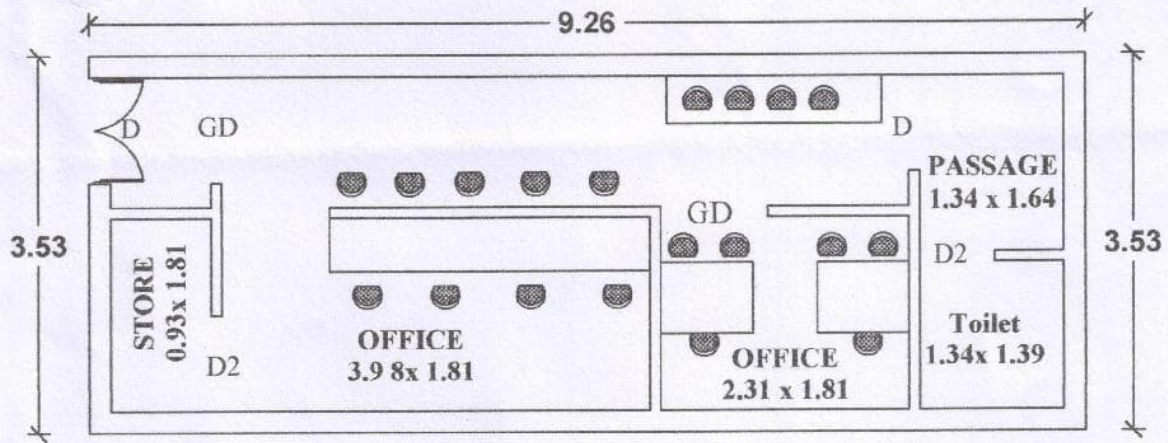 9.26
D
GD
D
PASSAGE
1.34 x 1.64
3.53
3.53
GD
D2
STORE
0.93x 1.81
OFFICE
3.9 8x 1.81
D2
OFFICE
2.31 x 1.81
Toilet
1.34x 1.39